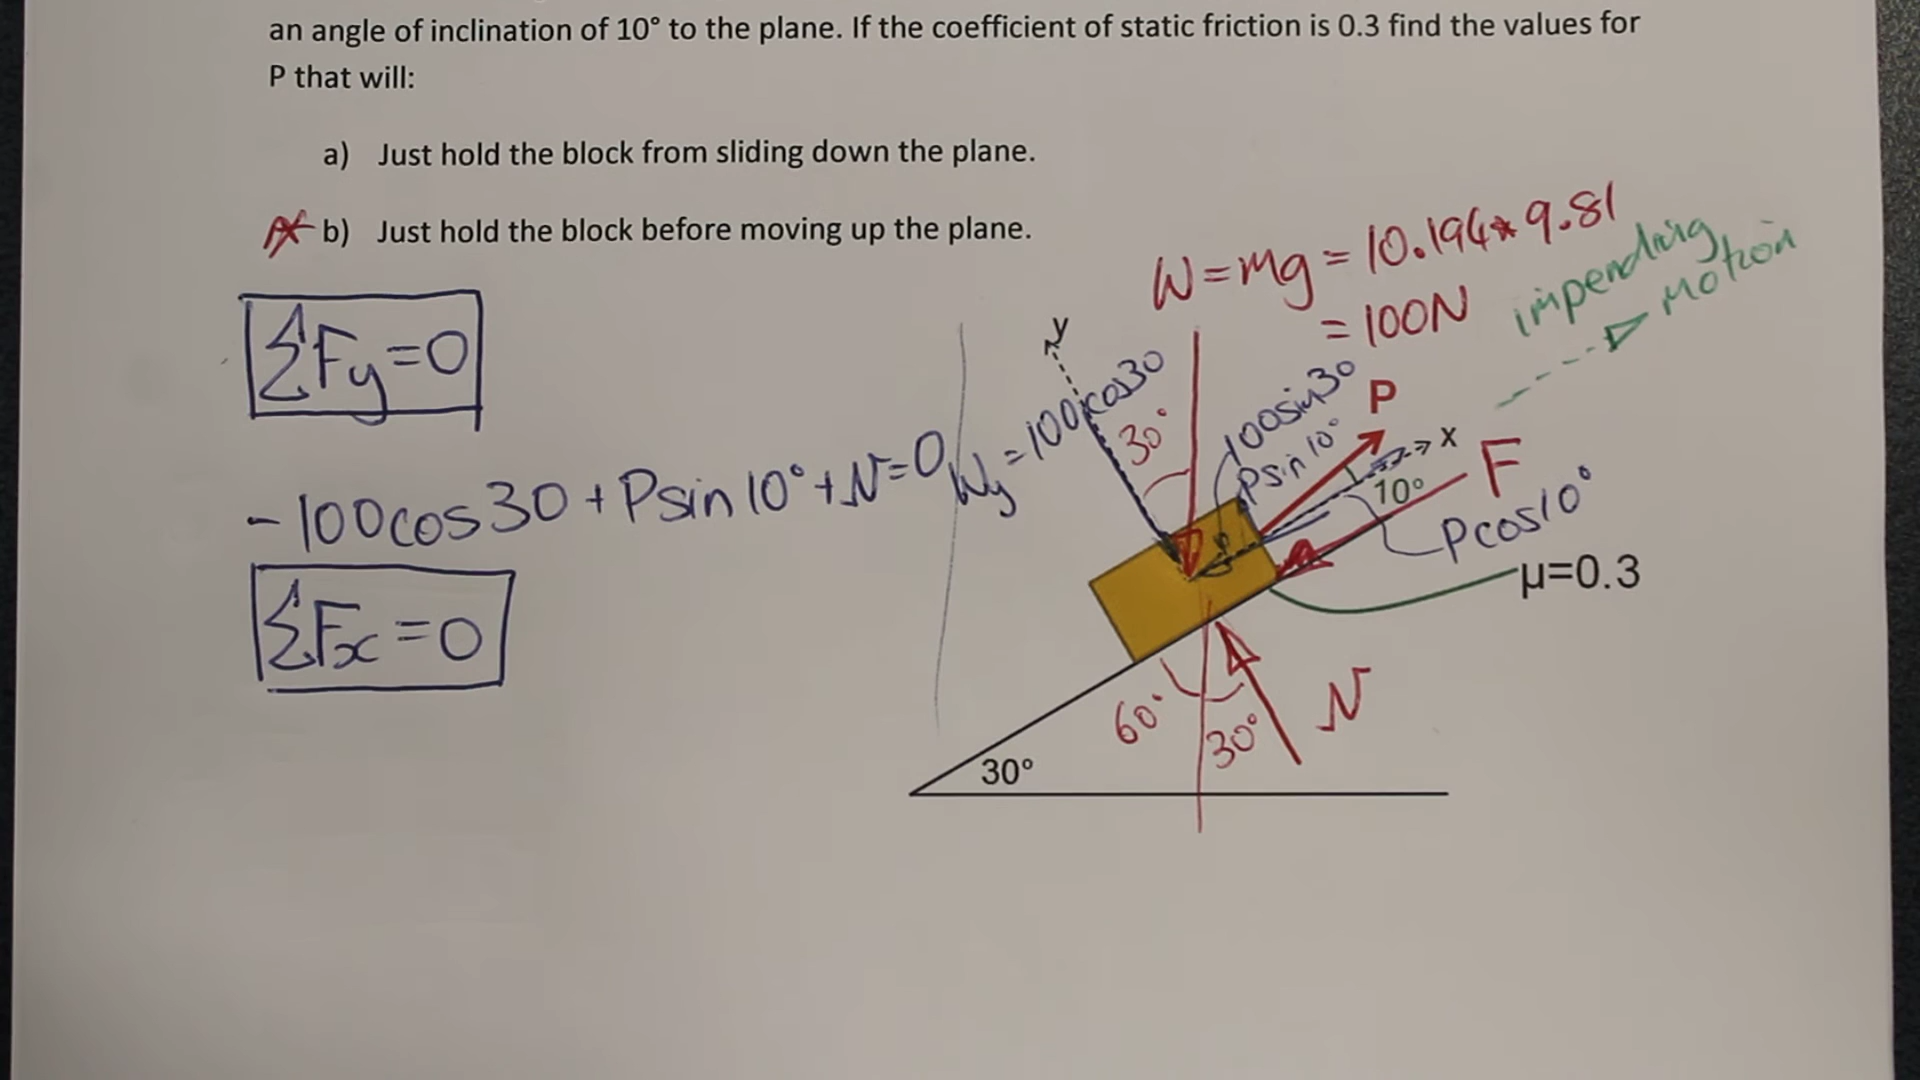 an angle of inclination of 10° to the plane. If the coefficient of static friction is 0.3 find the values for
P that will:
a) Just hold the block from sliding down the plane.
b) Just hold the block before moving up the plane.
W=mg=10.194*9.81
=100N
impending
motion
ΣFy=0
y
Wy=100cos30
30°
100sin30
Psin10°
P
x
10°
F
Pcos10°
μ=0.3
-100cos30+Psin10°+N=0
ΣFx=0
60°
30°
N
30°